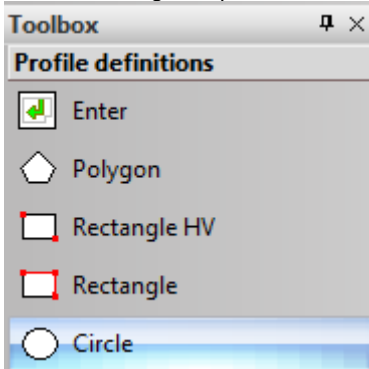 Toolbox
Profile definitions
Enter
Polygon
Rectangle HV
Rectangle
Circle